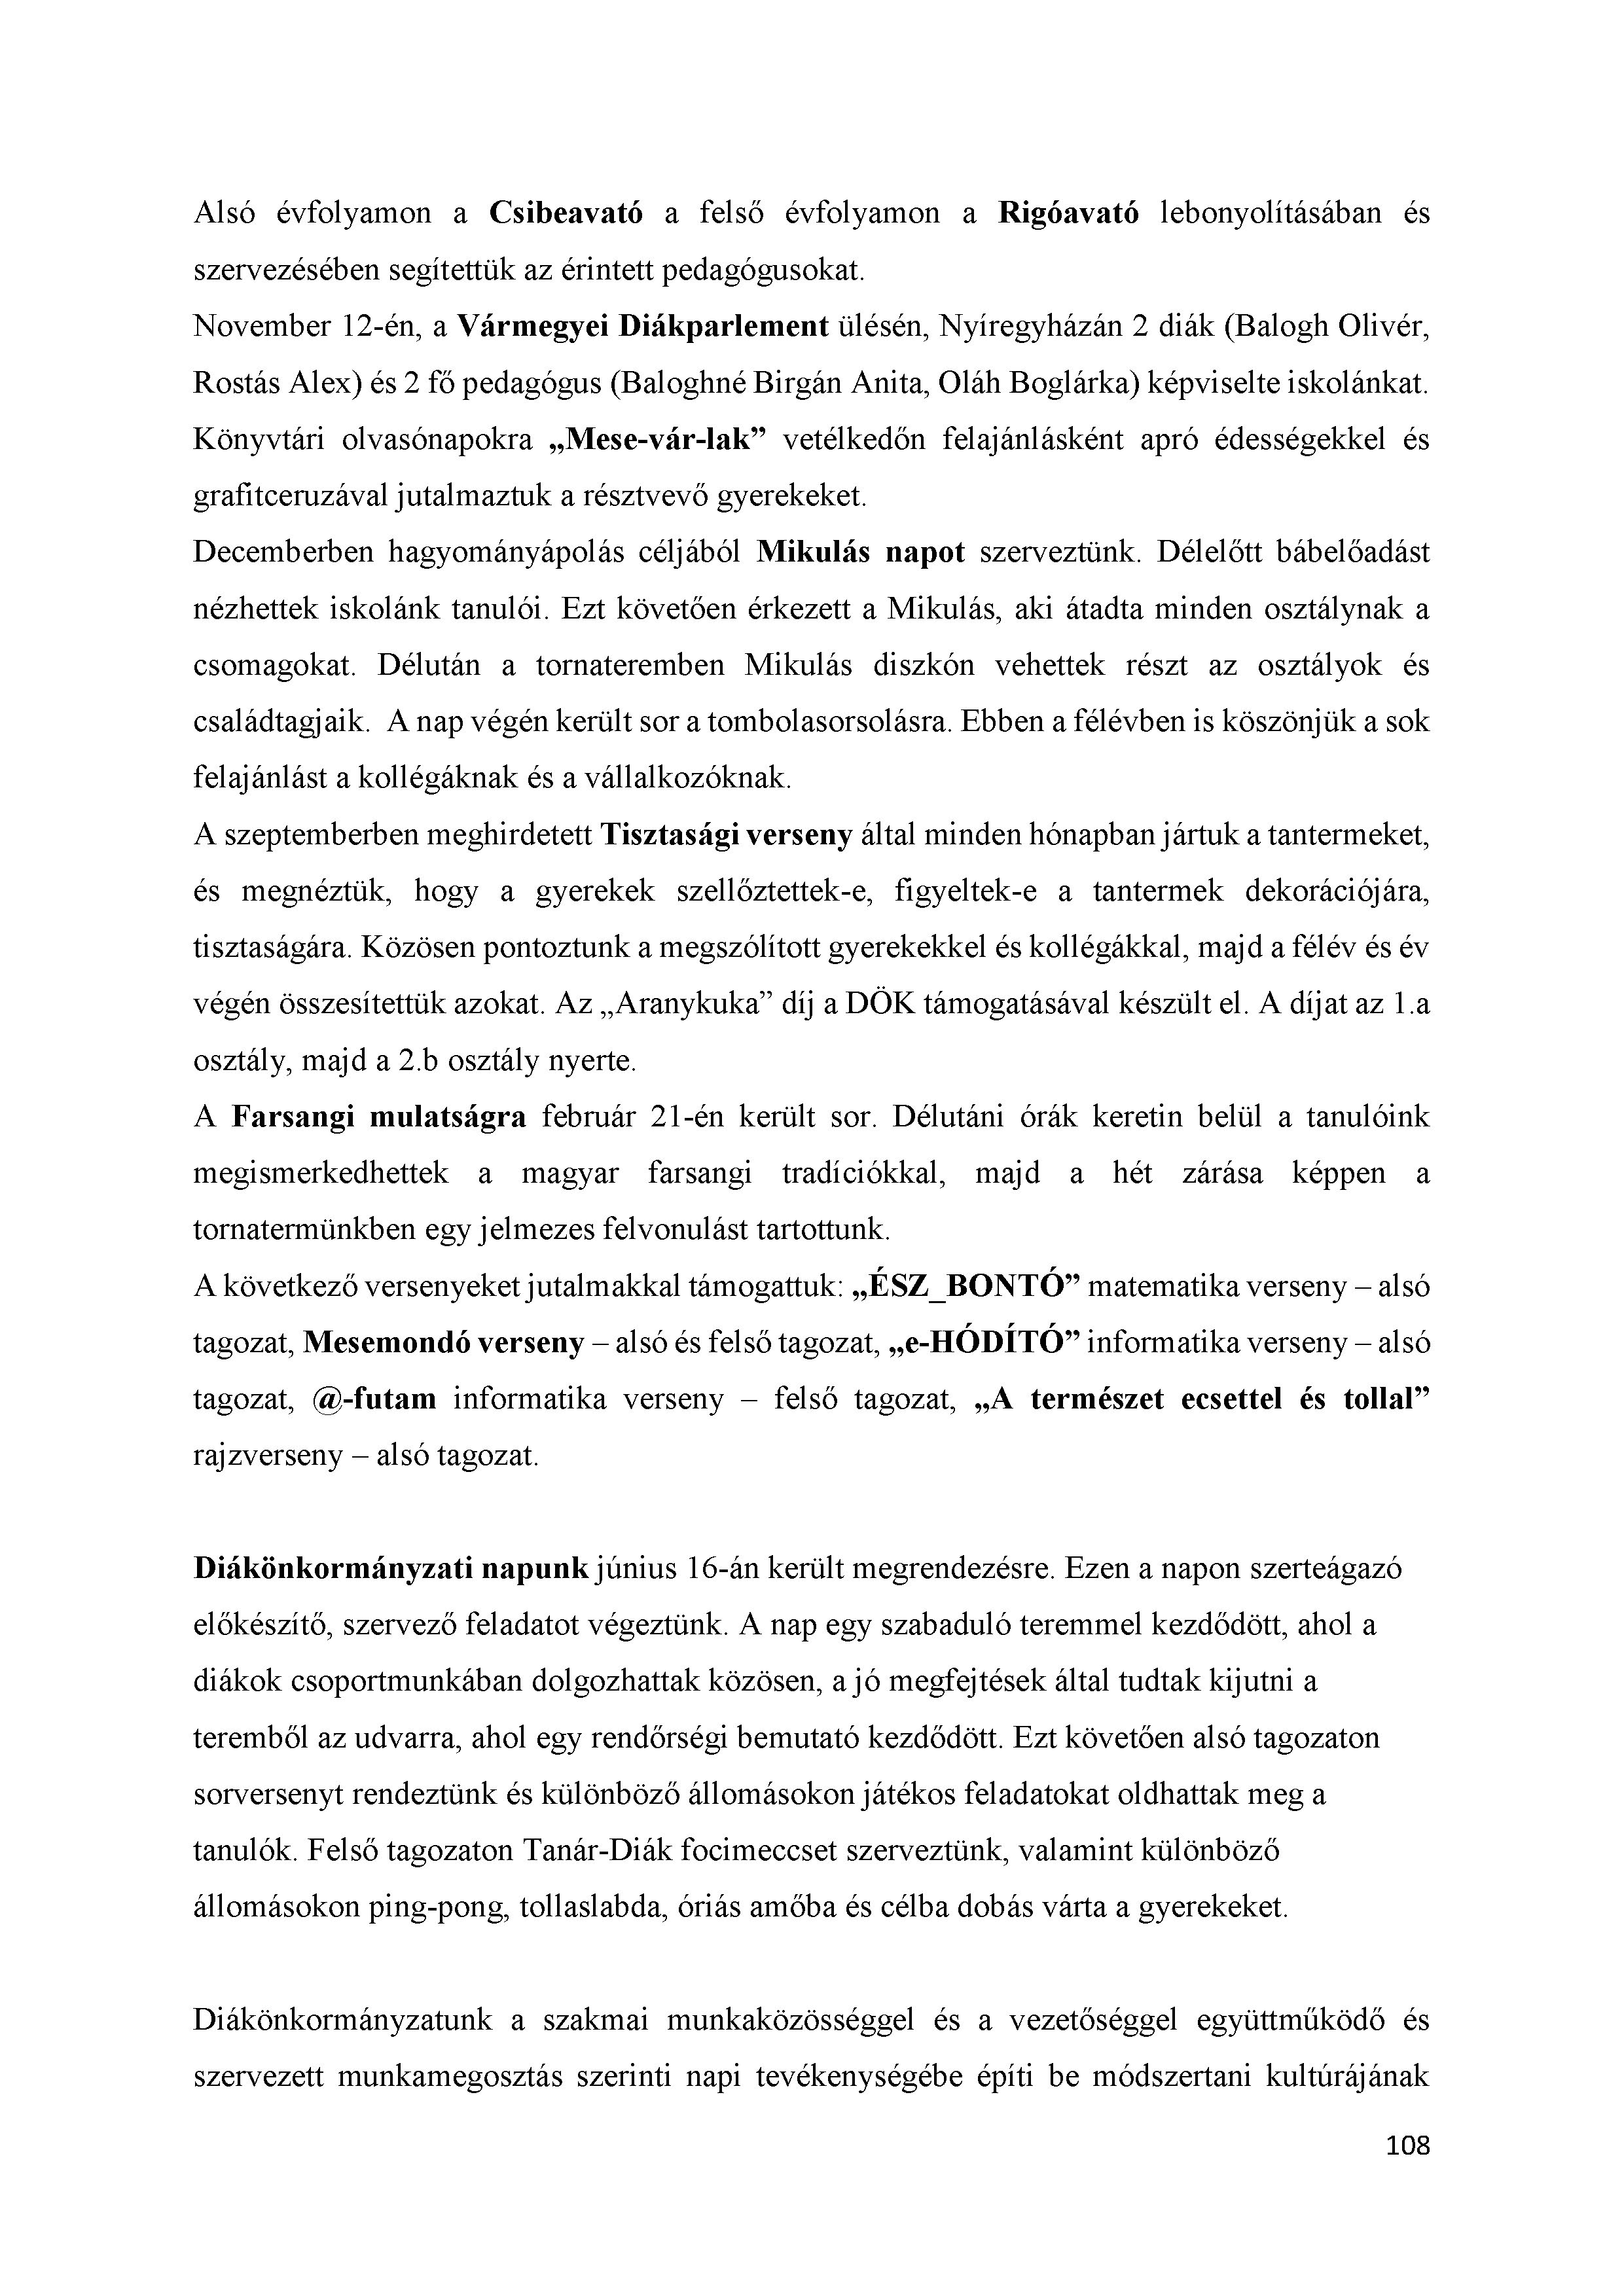 Alsó évfolyamon a Csibeavató a felső évfolyamon a Rigóavató lebonyolításában és
szervezésében segítettük az érintett pedagógusokat.
November 12-én, a Vármegyei Diákparlement ülésén, Nyíregyházán 2 diák (Balogh Olivér,
Rostás Alex) és 2 fő pedagógus (Baloghné Birgán Anita, Oláh Boglárka) képviselte iskolánkat.
Könyvtári olvasónapokra „Mese-vár-lak” vetélkedőn felajánlásként apró édességekkel és
grafitceruzával jutalmaztuk a résztvevő gyerekeket.
Decemberben hagyományápolás céljából Mikulás napot szerveztünk. Délelőtt bábelőadást
nézhettek iskolánk tanulói. Ezt követően érkezett a Mikulás, aki átadta minden osztálynak a
csomagokat. Délután a tornateremben Mikulás diszkón vehettek részt az osztályok és
családtagjaik. A nap végén került sor a tombolasorsolásra. Ebben a félévben is köszönjük a sok
felajánlást a kollégáknak és a vállalkozóknak.
A szeptemberben meghirdetett Tisztasági verseny által minden hónapban jártuk a tantermeket,
és megnéztük, hogy a gyerekek szellőztettek-e, figyeltek-e a tantermek dekorációjára,
tisztaságára. Közösen pontoztunk a megszólított gyerekekkel és kollégákkal, majd a félév és év
végén összesítettük azokat. Az „Aranykuka” díj a DÖK támogatásával készült el. A díjat az 1.a
osztály, majd a 2.b osztály nyerte.
A Farsangi mulatságra február 21-én került sor. Délutáni órák keretin belül a tanulóink
megismerkedhettek a magyar farsangi tradíciókkal, majd a hét zárása képpen a
tornatermünkben egy jelmezes felvonulást tartottunk.
A következő versenyeket jutalmakkal támogattuk: „ÉSZ_BONTÓ” matematika verseny – alsó
tagozat, Mesemondó verseny – alsó és felső tagozat, „e-HÓDÍTÓ” informatika verseny – alsó
tagozat, @-futam informatika verseny – felső tagozat, „A természet ecsettel és tollal”
rajzverseny – alsó tagozat.
Diákönkormányzati napunk június 16-án került megrendezésre. Ezen a napon szerteágazó
előkészítő, szervező feladatot végeztünk. A nap egy szabaduló teremmel kezdődött, ahol a
diákok csoportmunkában dolgozhattak közösen, a jó megfejtések által tudtak kijutni a
teremből az udvarra, ahol egy rendőrségi bemutató kezdődött. Ezt követően alsó tagozaton
sorversenyt rendeztünk és különböző állomásokon játékos feladatokat oldhattak meg a
tanulók. Felső tagozaton Tanár-Diák focimeccset szerveztünk, valamint különböző
állomásokon ping-pong, tollaslabda, óriás amőba és célba dobás várta a gyerekeket.
Diákönkormányzatunk a szakmai munkaközösséggel és a vezetőséggel együttműködő és
szervezett munkamegosztás szerinti napi tevékenységébe építi be módszertani kultúrájának
108